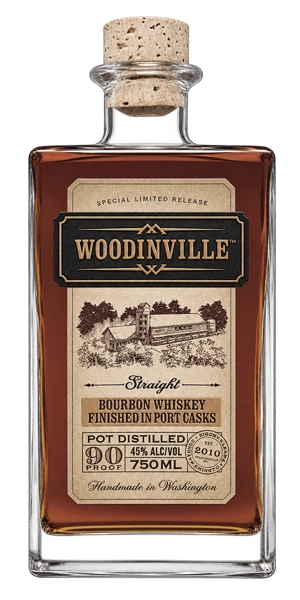 SPECIAL LIMITED RELEASE
WOODINVILLE™
Straight
BOURBON WHISKEY
FINISHED IN PORT CASKS
POT DISTILLED
90
PROOF
45% ALC/VOL
750ML
EST
2010
Handmade in Washington